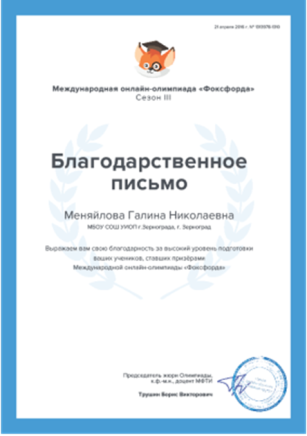 Международная онлайн-олимпиада «Фоксфорда»
Сезон III
Благодарственное
письмо
Меняйлова Галина Николаевна
МБОУ СОШ УИОП г.Зернограда, г. Зерноград
Выражаем вам свою благодарность за высокий уровень подготовки
ваших учеников, ставших призёрами
Международной онлайн-олимпиады «Фоксфорда»
Председатель жюри Олимпиады,
к.ф.-м.н., доцент МФТИ
Трушин Борис Викторович